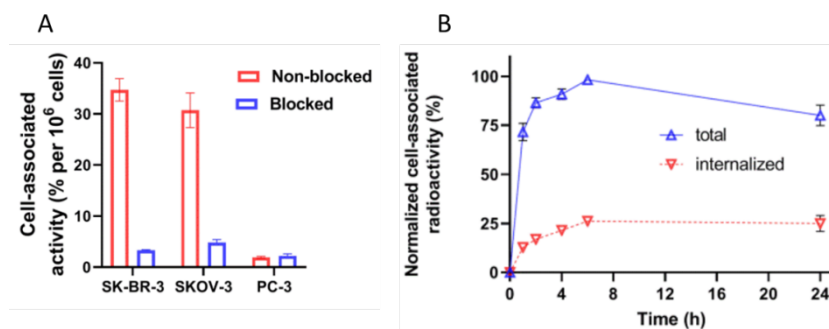 A
Cell-associated
activity (% per 10⁶ cells)
40
30
20
10
0
Non-blocked
Blocked
SK-BR-3 SKOV-3 PC-3
B
Normalized cell-associated
radioactivity (%)
100
75
50
25
0
total
internalized
0 4 8 12 16 20 24
Time (h)